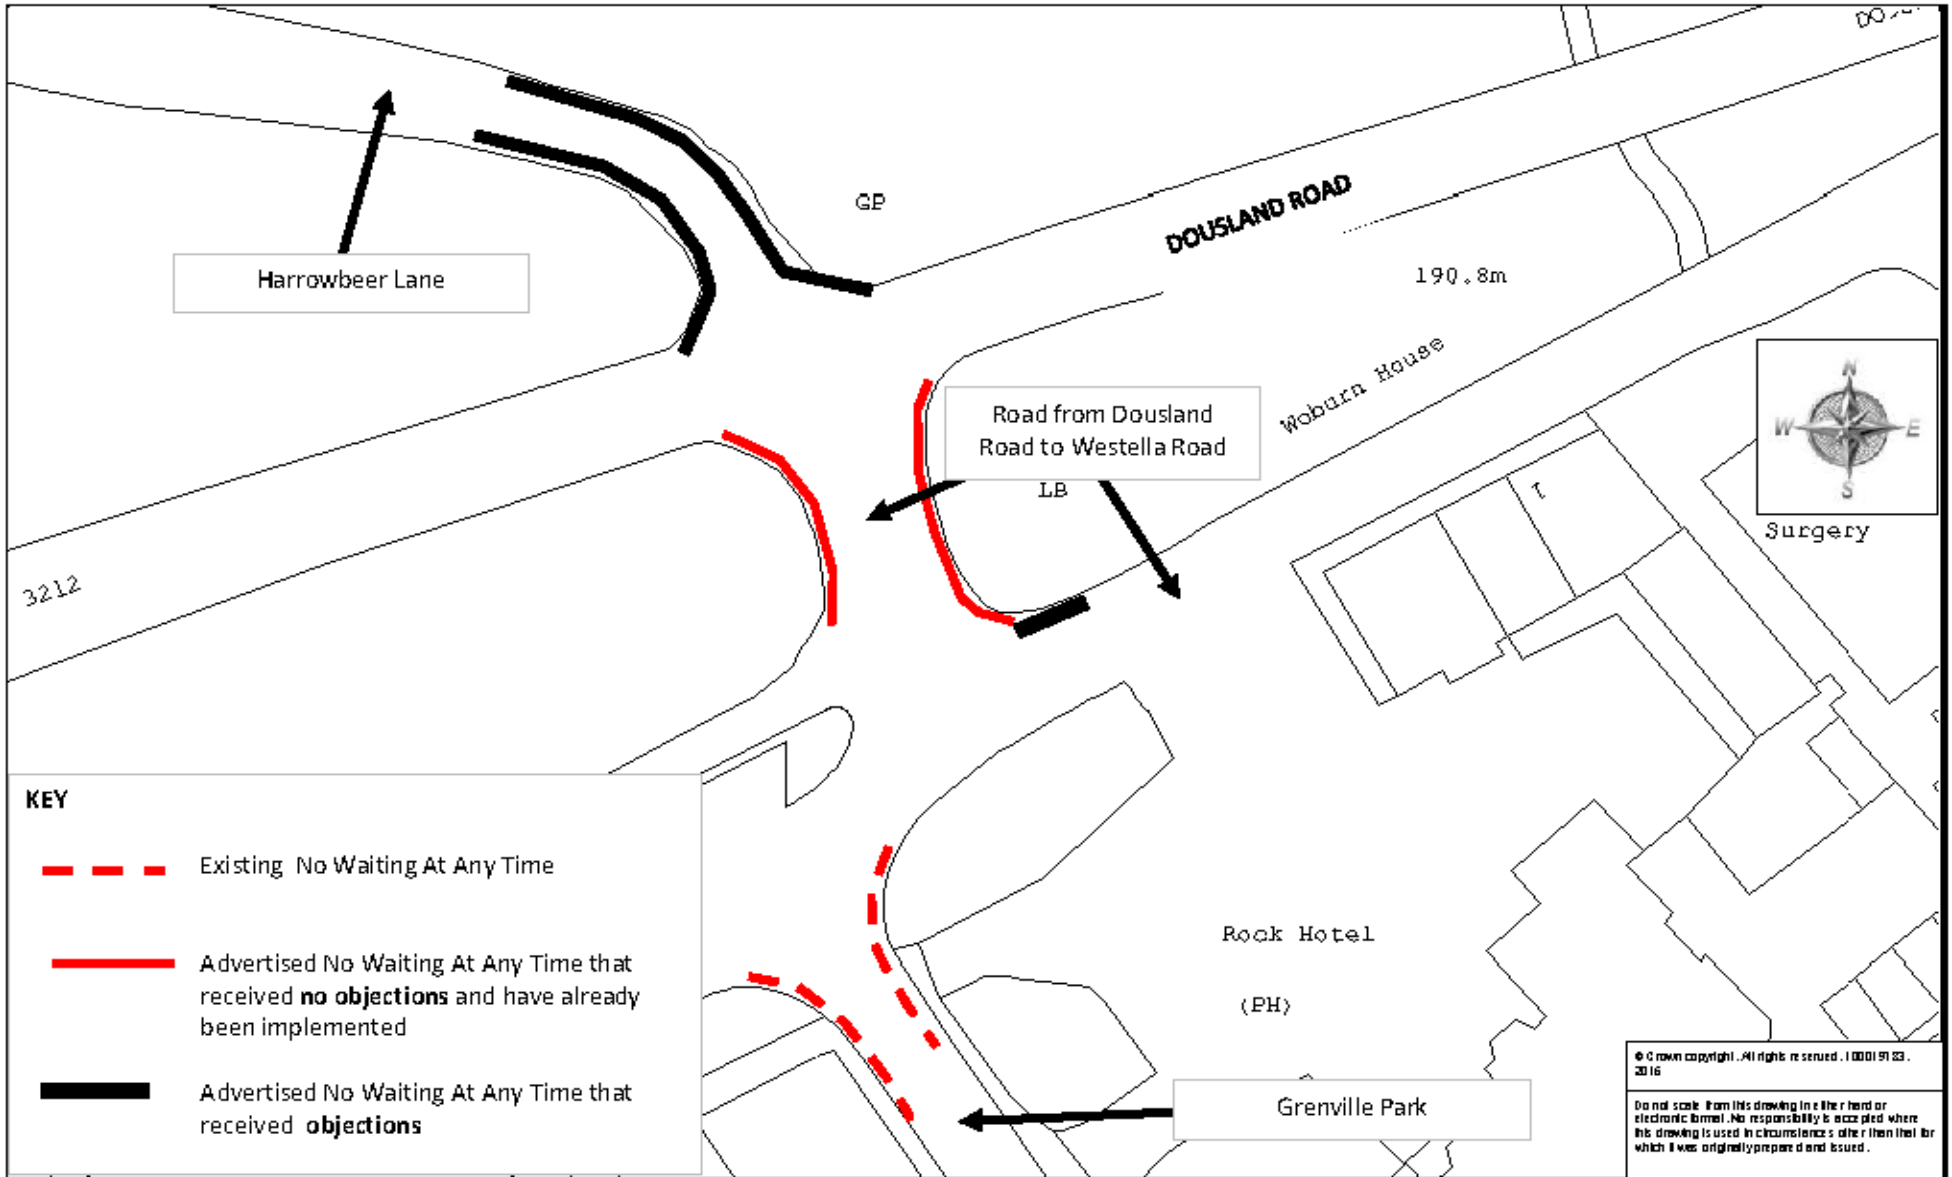 GP
DOUSLAND ROAD
190.8m
Harrowbeer Lane
Woburn House
N
W E
S
Road from Dousland
Road to Westella Road
LB
1
Surgery
3212
KEY
Existing No Waiting At Any Time
Advertised No Waiting At Any Time that
received no objections and have already
been implemented
Advertised No Waiting At Any Time that
received objections
Rock Hotel
(PH)
Grenville Park
© Crown copyright. All rights reserved. 100019183.
2016
Do not scale from this drawing in either hard or
electronic format. No responsibility is accepted where
this drawing is used in circumstances other than that for
which it was originally prepared and issued.